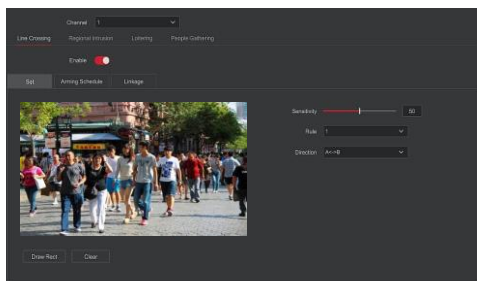 Channel 1
Line Crossing Regional Intrusion Loitering People Gathering
Enable
Set Arming Schedule Linkage
Sensitivity 50
Rule 1
Direction A<->B
Draw Rect Clear